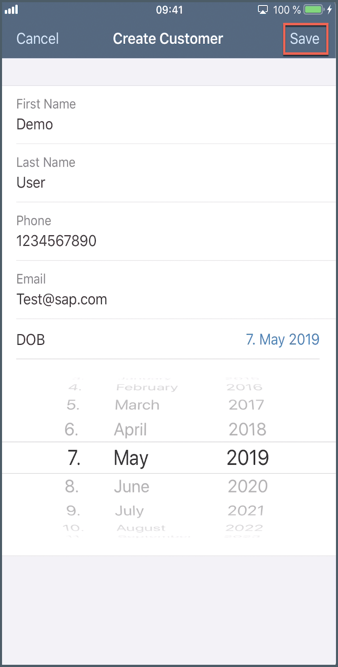 09:41 100 %
Cancel Create Customer Save
First Name
Demo
Last Name
User
Phone
1234567890
Email
Test@sap.com
DOB 7. May 2019
4. February 2016
5. March 2017
6. April 2018
7. May 2019
8. June 2020
9. July 2021
10. August 2022